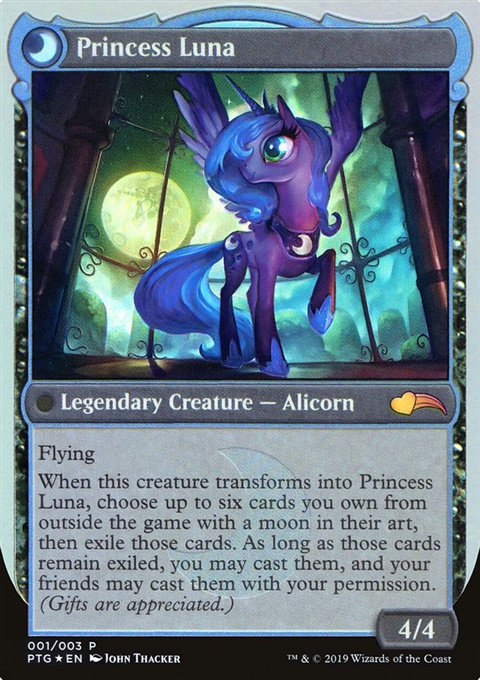 Princess Luna
Legendary Creature — Alicorn
Flying
When this creature transforms into Princess
Luna, choose up to six cards you own from
outside the game with a moon in their art,
then exile those cards. As long as those cards
remain exiled, you may cast them, and your
friends may cast them with your permission.
(Gifts are appreciated.)
4/4
001/003 P
PTG★EN JOHN THACKER
™ & © 2019 Wizards of the Coast